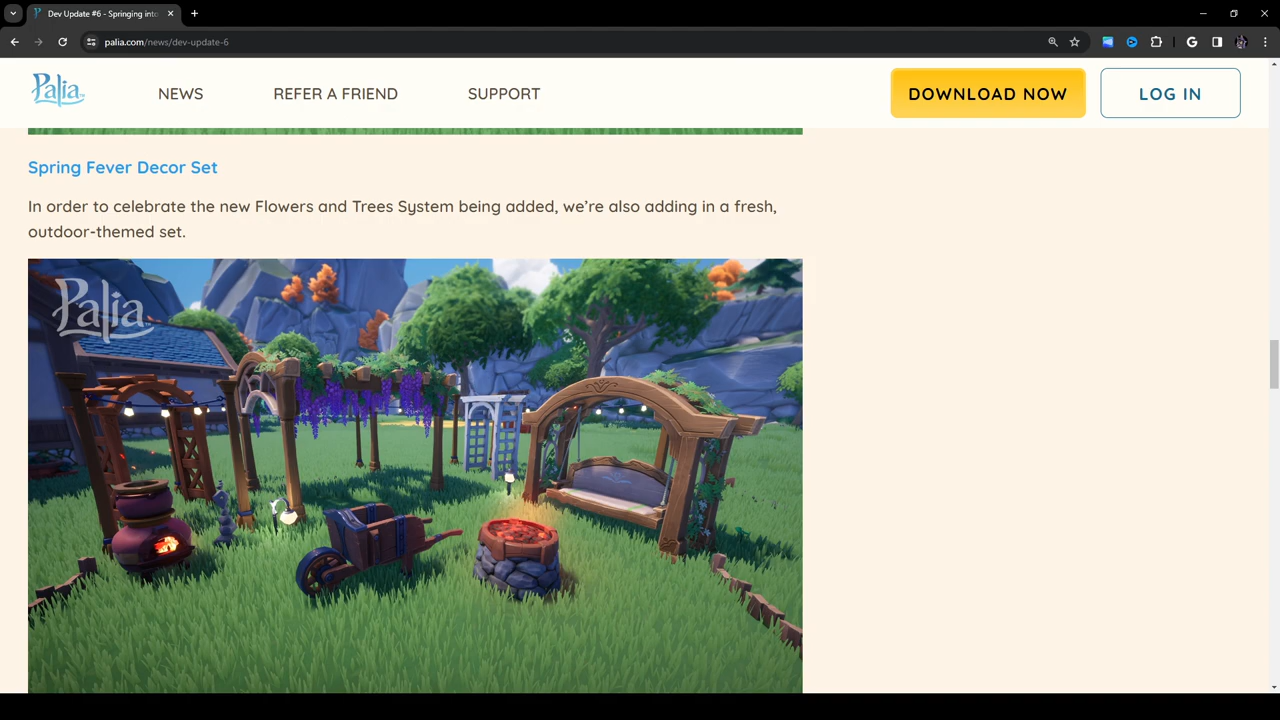 Dev Update #6 - Springing into
palia.com/news/dev-update-6
Palia
NEWS
REFER A FRIEND
SUPPORT
DOWNLOAD NOW
LOG IN
Spring Fever Decor Set
In order to celebrate the new Flowers and Trees System being added, we’re also adding in a fresh,
outdoor-themed set.
Palia